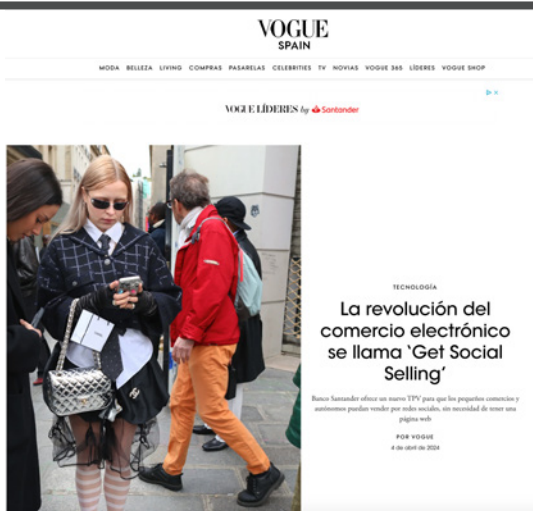 VOGUE
SPAIN
MODA BELLEZA LIVING COMPRAS PASARELAS CELEBRITIES TV NOVIAS VOGUE 365 LÍDERES VOGUE SHOP
VOGUE LÍDERES by Santander
TECNOLOGÍA
La revolución del
comercio electrónico
se llama ‘Get Social
Selling’
Banco Santander ofrece un nuevo TPV para que los pequeños comercios y
autónomos puedan vender por redes sociales, sin necesidad de tener una
página web
POR VOGUE
4 de abril de 2024